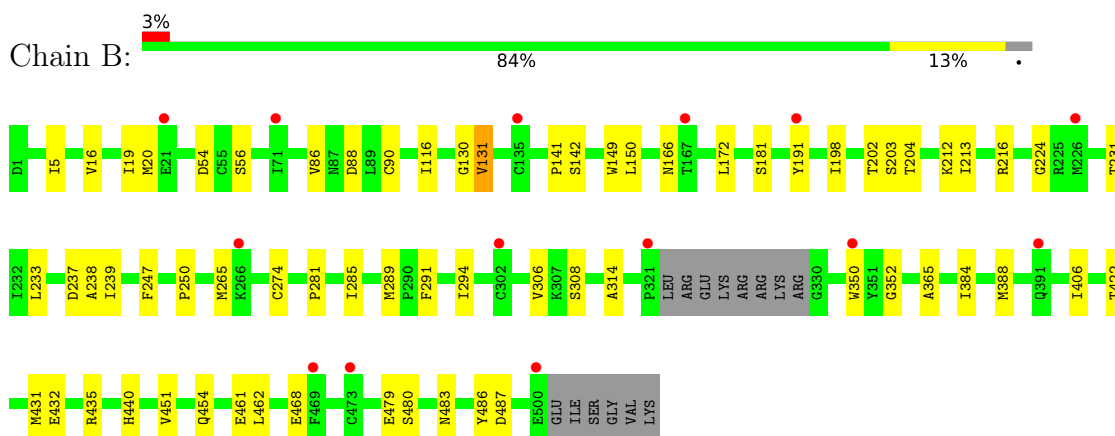 3%
Chain B:
84% 13% •
D1 I5 V16 I19 M20 E21 D54 C55 S56 I71 V86 N87 D88 L89 C90 I116 G130 V131 C135 P141 S142 W149 L150 N166 T167 L172 S181 Y191 I198 T202 S203 T204 K212 I213 R216 G224 R225 M226 T231
I232 L233 D237 A238 I239 F247 P250 M265 K266 C274 P281 I285 M289 P290 F291 I294 C302 V306 K307 S308 A314 P321 LEU ARG GLU LYS ARG ARG LYS ARG G330 W350 Y351 G352 A365 I384 M388 Q391 I406 T422
M431 E432 R435 H440 V451 Q454 E461 L462 E468 F469 C473 E479 S480 N483 Y486 D487 E500 GLU ILE SER GLY VAL LYS